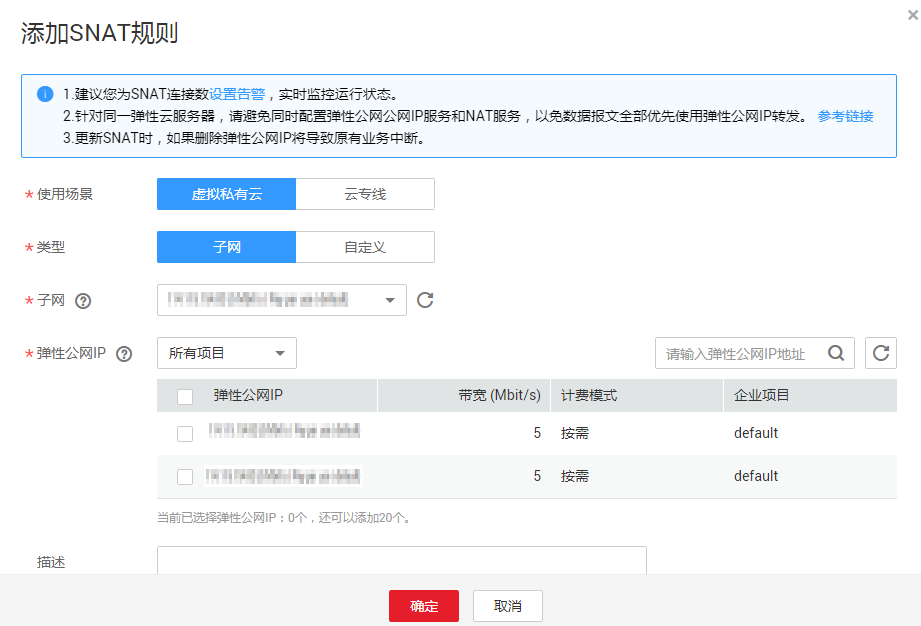 添加SNAT规则
1.建议您为SNAT连接数设置告警，实时监控运行状态。
2.针对同一弹性云服务器，请避免同时配置弹性公网公网IP服务和NAT服务，以免数据报文全部优先使用弹性公网IP转发。 参考链接
3.更新SNAT时，如果删除弹性公网IP将导致原有业务中断。
* 使用场景 虚拟私有云 云专线
* 类型 子网 自定义
* 子网 ?
* 弹性公网IP ? 所有项目 请输入弹性公网IP地址
弹性公网IP 带宽 (Mbit/s) 计费模式 企业项目
5 按需 default
5 按需 default
当前已选择弹性公网IP：0个，还可以添加20个。
描述
确定 取消